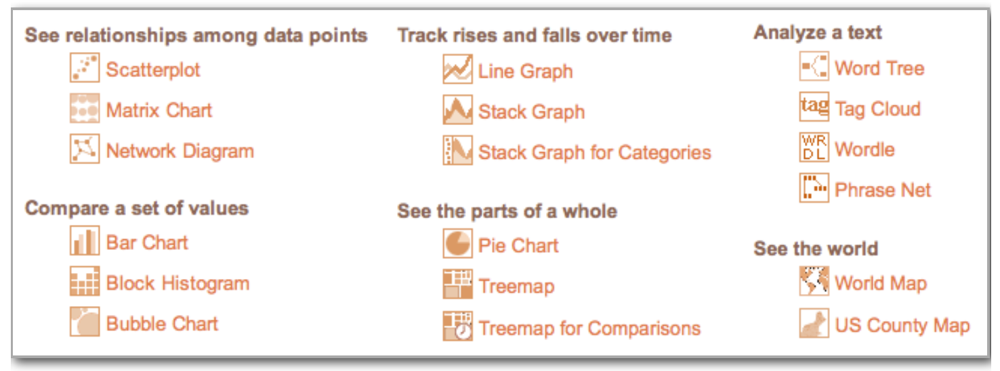 See relationships among data points
Scatterplot
Matrix Chart
Network Diagram
Compare a set of values
Bar Chart
Block Histogram
Bubble Chart
Track rises and falls over time
Line Graph
Stack Graph
Stack Graph for Categories
See the parts of a whole
Pie Chart
Treemap
Treemap for Comparisons
Analyze a text
Word Tree
tag Tag Cloud
WR
DL Wordle
Phrase Net
See the world
World Map
US County Map